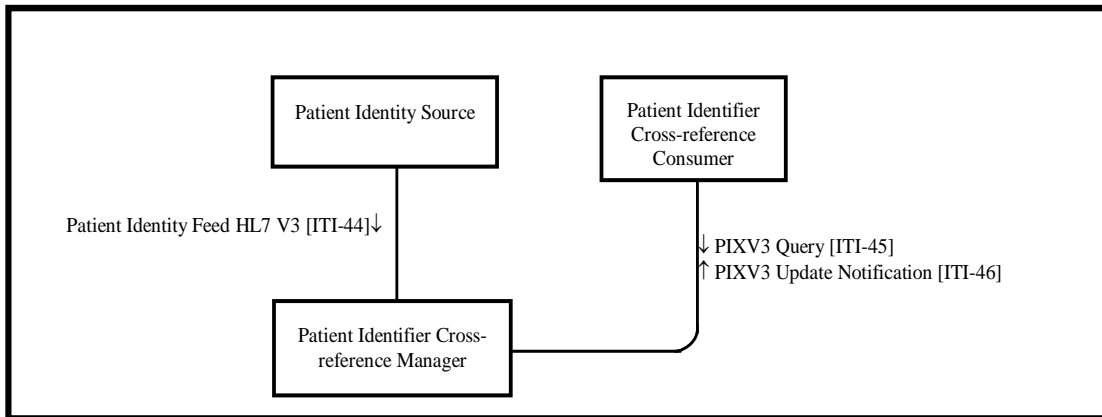 Patient Identity Source
Patient Identifier
Cross-reference
Consumer
Patient Identity Feed HL7 V3 [ITI-44]↓
↓ PIXV3 Query [ITI-45]
↑ PIXV3 Update Notification [ITI-46]
Patient Identifier Cross-
reference Manager